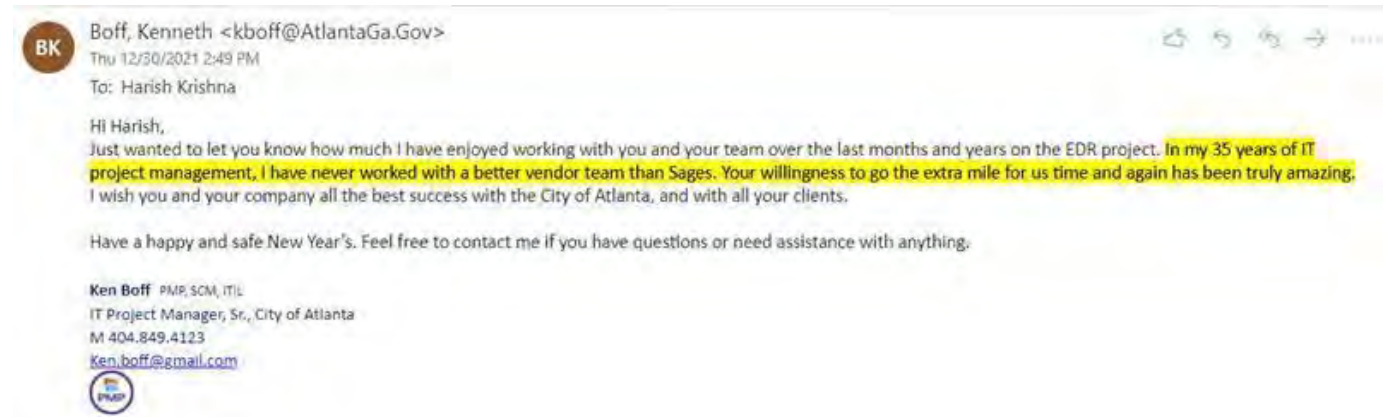 BK
Boff, Kenneth <kboff@AtlantaGa.Gov>
Thu 12/30/2021 2:49 PM
To: Harish Krishna
Hi Harish,
Just wanted to let you know how much I have enjoyed working with you and your team over the last months and years on the EDR project. In my 35 years of IT
project management, I have never worked with a better vendor team than Sages. Your willingness to go the extra mile for us time and again has been truly amazing.
I wish you and your company all the best success with the City of Atlanta, and with all your clients.
Have a happy and safe New Year's. Feel free to contact me if you have questions or need assistance with anything.
Ken Boff PMP, SCM, ITIL
IT Project Manager, Sr., City of Atlanta
M 404.849.4123
Ken.boff@gmail.com
PMP